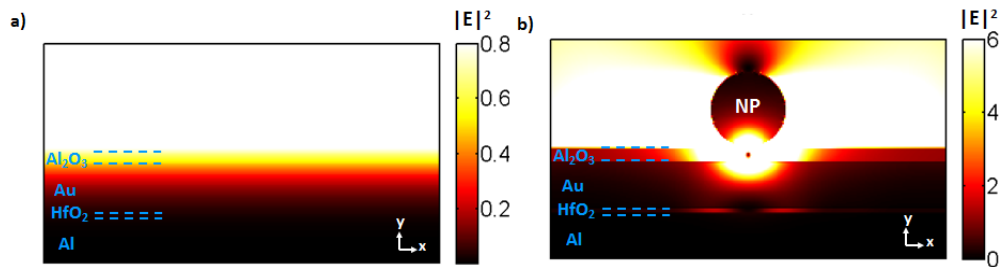 a)
|E|²
0.8
0.6
0.4
0.2
Al₂O₃
Au
HfO₂
Al
y
x
b)
|E|²
6
4
2
0
NP
Al₂O₃
Au
HfO₂
Al
y
x